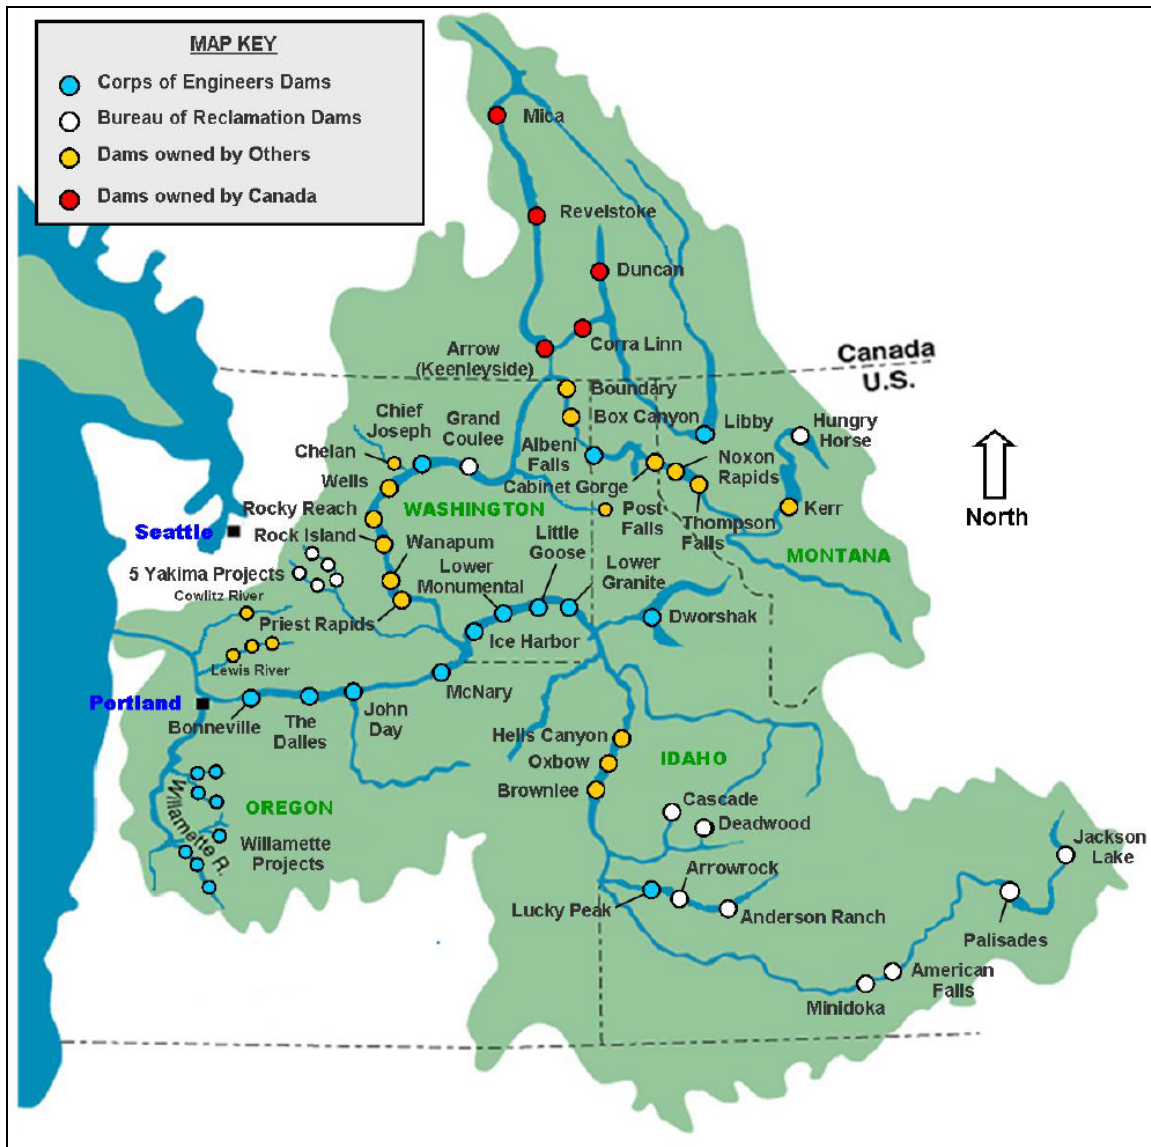 MAP KEY
Corps of Engineers Dams
Bureau of Reclamation Dams
Dams owned by Others
Dams owned by Canada
Mica
Revelstoke
Duncan
Corra Linn
Arrow
(Keenleyside)
Canada
U.S.
Boundary
Box Canyon
Libby
Hungry
Horse
Chief
Joseph
Grand
Coulee
Albeni
Falls
Chelan
Noxon
Rapids
Wells
Cabinet Gorge
North
Rocky Reach
WASHINGTON
Post
Falls
Thompson
Falls
Kerr
Seattle
Rock Island
Wanapum
Little
Goose
MONTANA
5 Yakima Projects
Lower
Monumental
Lower
Granite
Cowlitz River
Priest Rapids
Ice Harbor
Dworshak
Lewis River
McNary
Portland
Bonneville
The
Dalles
John
Day
Hells Canyon
Oxbow
IDAHO
Brownlee
Cascade
Deadwood
OREGON
Willamette R.
Willamette
Projects
Jackson
Lake
Arrowrock
Lucky Peak
Anderson Ranch
Palisades
American
Falls
Minidoka